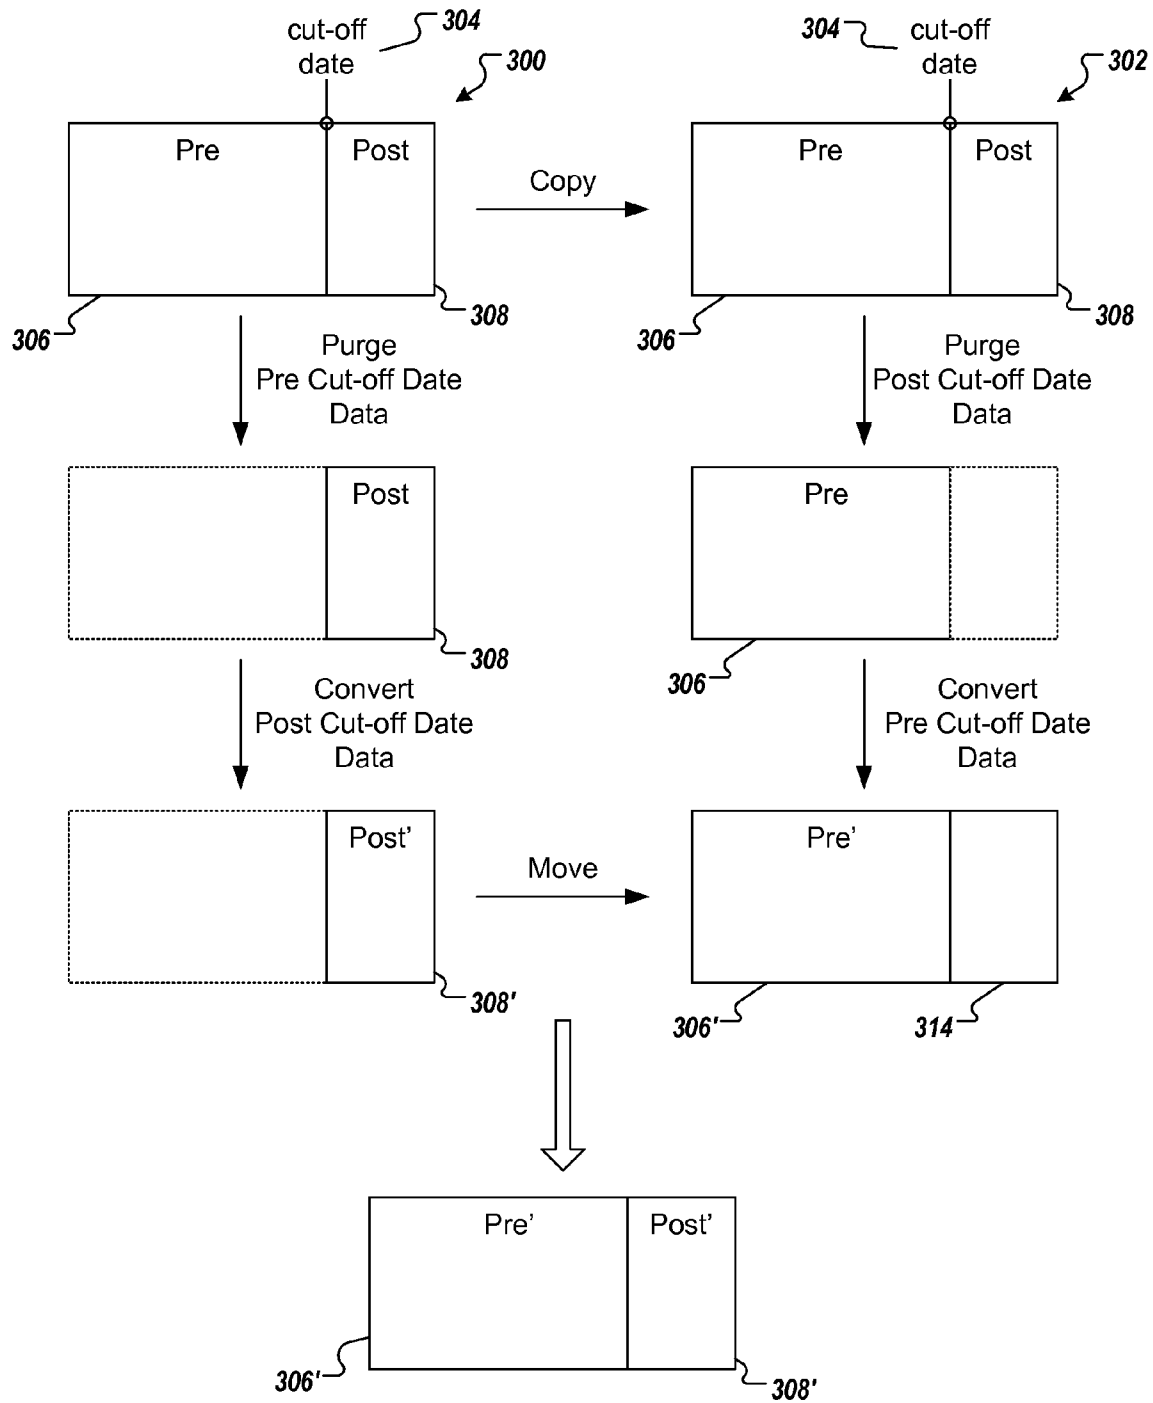 cut-off
date
304
300
304
cut-off
date
302
Pre
Post
Copy
Pre
Post
306
308
306
308
Purge
Pre Cut-off Date
Data
Purge
Post Cut-off Date
Data
Post
Pre
308
306
Convert
Post Cut-off Date
Data
Convert
Pre Cut-off Date
Data
Post'
Move
Pre'
308'
306'
314
Pre'
Post'
306'
308'